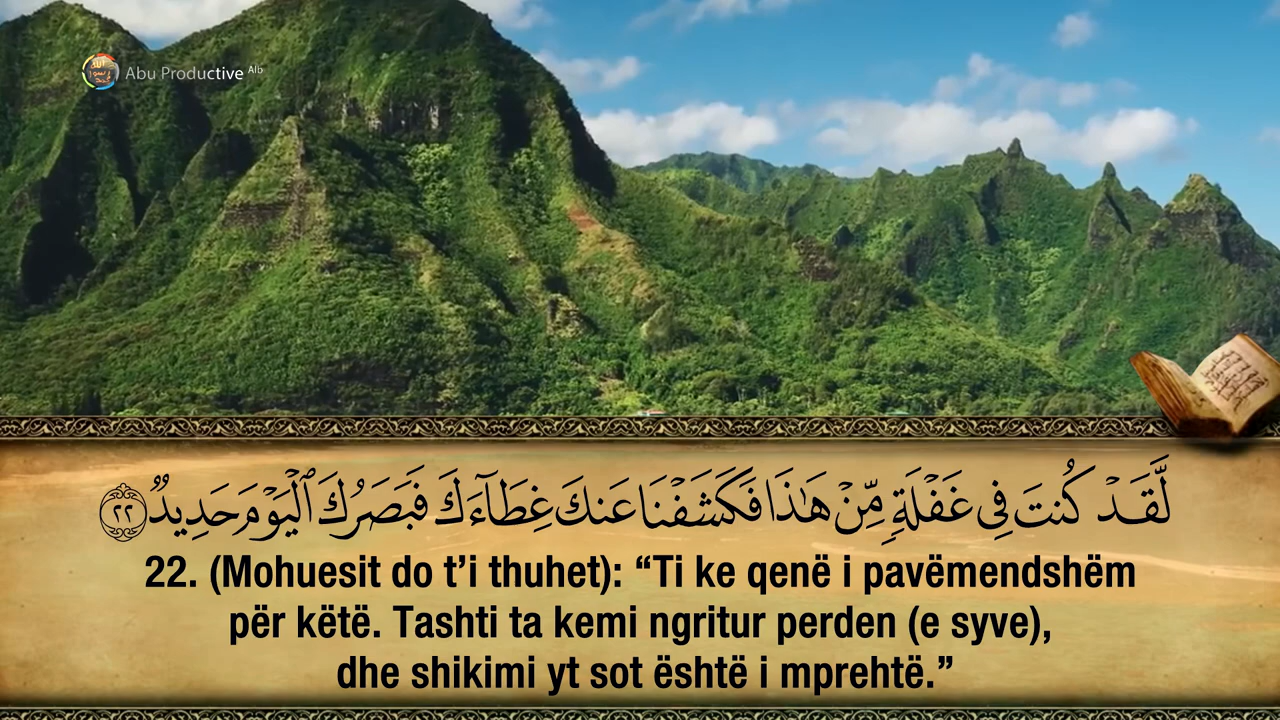 Abu Productive Alb
لَّقَدْ كُنتَ فِي غَفْلَةٍ مِّنْ هَٰذَا فَكَشَفْنَا عَنكَ غِطَآءَكَ فَبَصَرُكَ ٱلْيَوْمَ حَدِيدٌ ٢٢
22. (Mohuesit do t’i thuhet): “Ti ke qenë i pavëmendshëm
për këtë. Tashti ta kemi ngritur perden (e syve),
dhe shikimi yt sot është i mprehtë.”